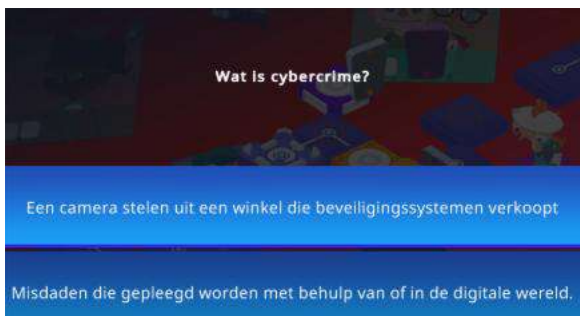 Wat is cybercrime?
Een camera stelen uit een winkel die beveiligingssystemen verkoopt
Misdaden die gepleegd worden met behulp van of in de digitale wereld.